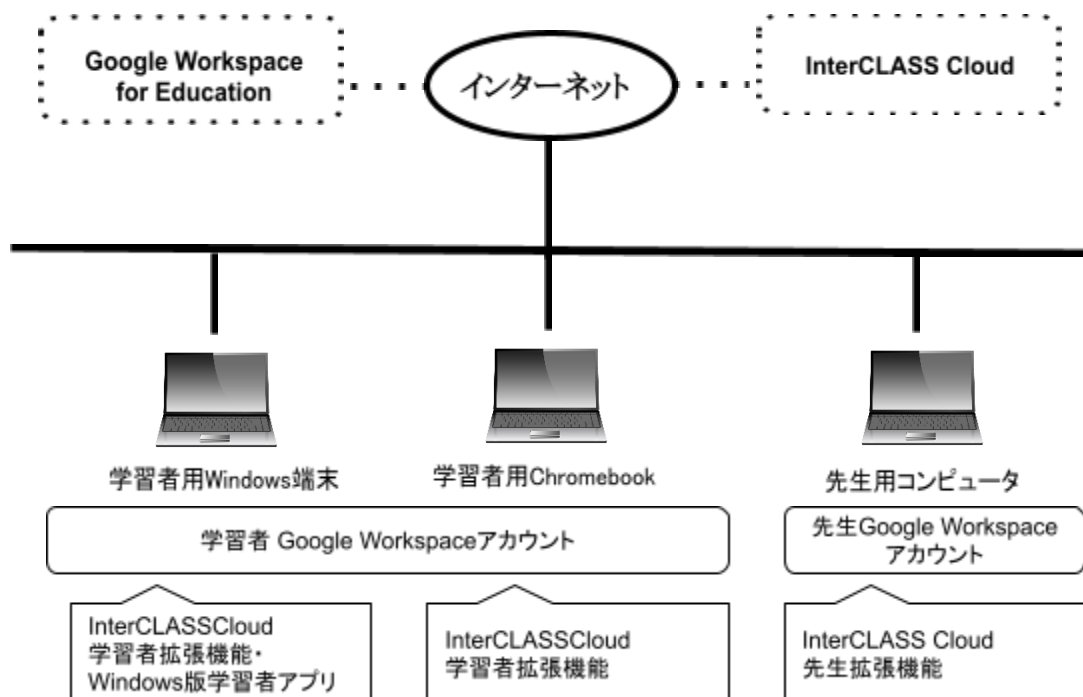 Google Workspace
for Education
インターネット
InterCLASS Cloud
学習者用Windows端末
学習者用Chromebook
先生用コンピュータ
学習者 Google Workspaceアカウント
先生Google Workspace
アカウント
InterCLASSCloud
学習者拡張機能・
Windows版学習者アプリ
InterCLASSCloud
学習者拡張機能
InterCLASS Cloud
先生拡張機能